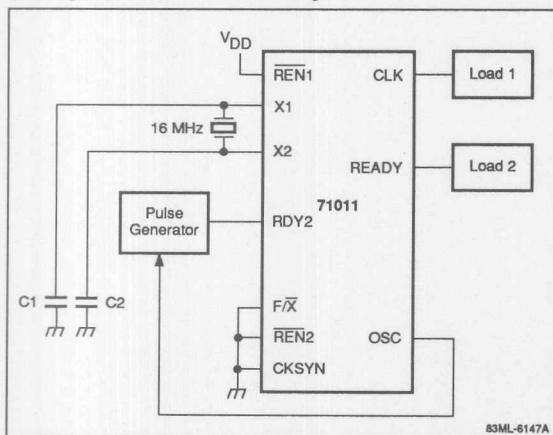 VDD
REN1
CLK
Load 1
X1
16 MHz
X2
READY
Load 2
71011
Pulse
Generator
RDY2
C1
C2
F/X
REN2
OSC
CKSYN
83ML-6147A